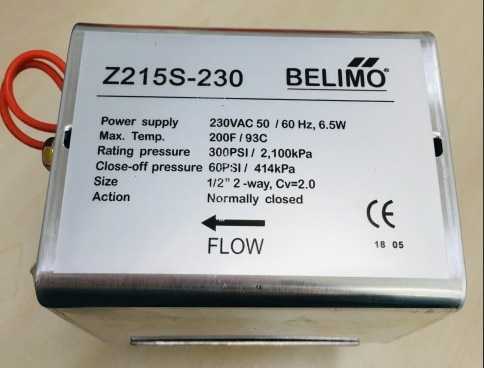 Z215S-230 BELIMO®
Power supply 230VAC 50 / 60 Hz, 6.5W
Max. Temp. 200F / 93C
Rating pressure 300PSI / 2,100kPa
Close-off pressure 60PSI / 414kPa
Size 1/2" 2 -way, Cv=2.0
Action Normally closed
FLOW
CE
18 05